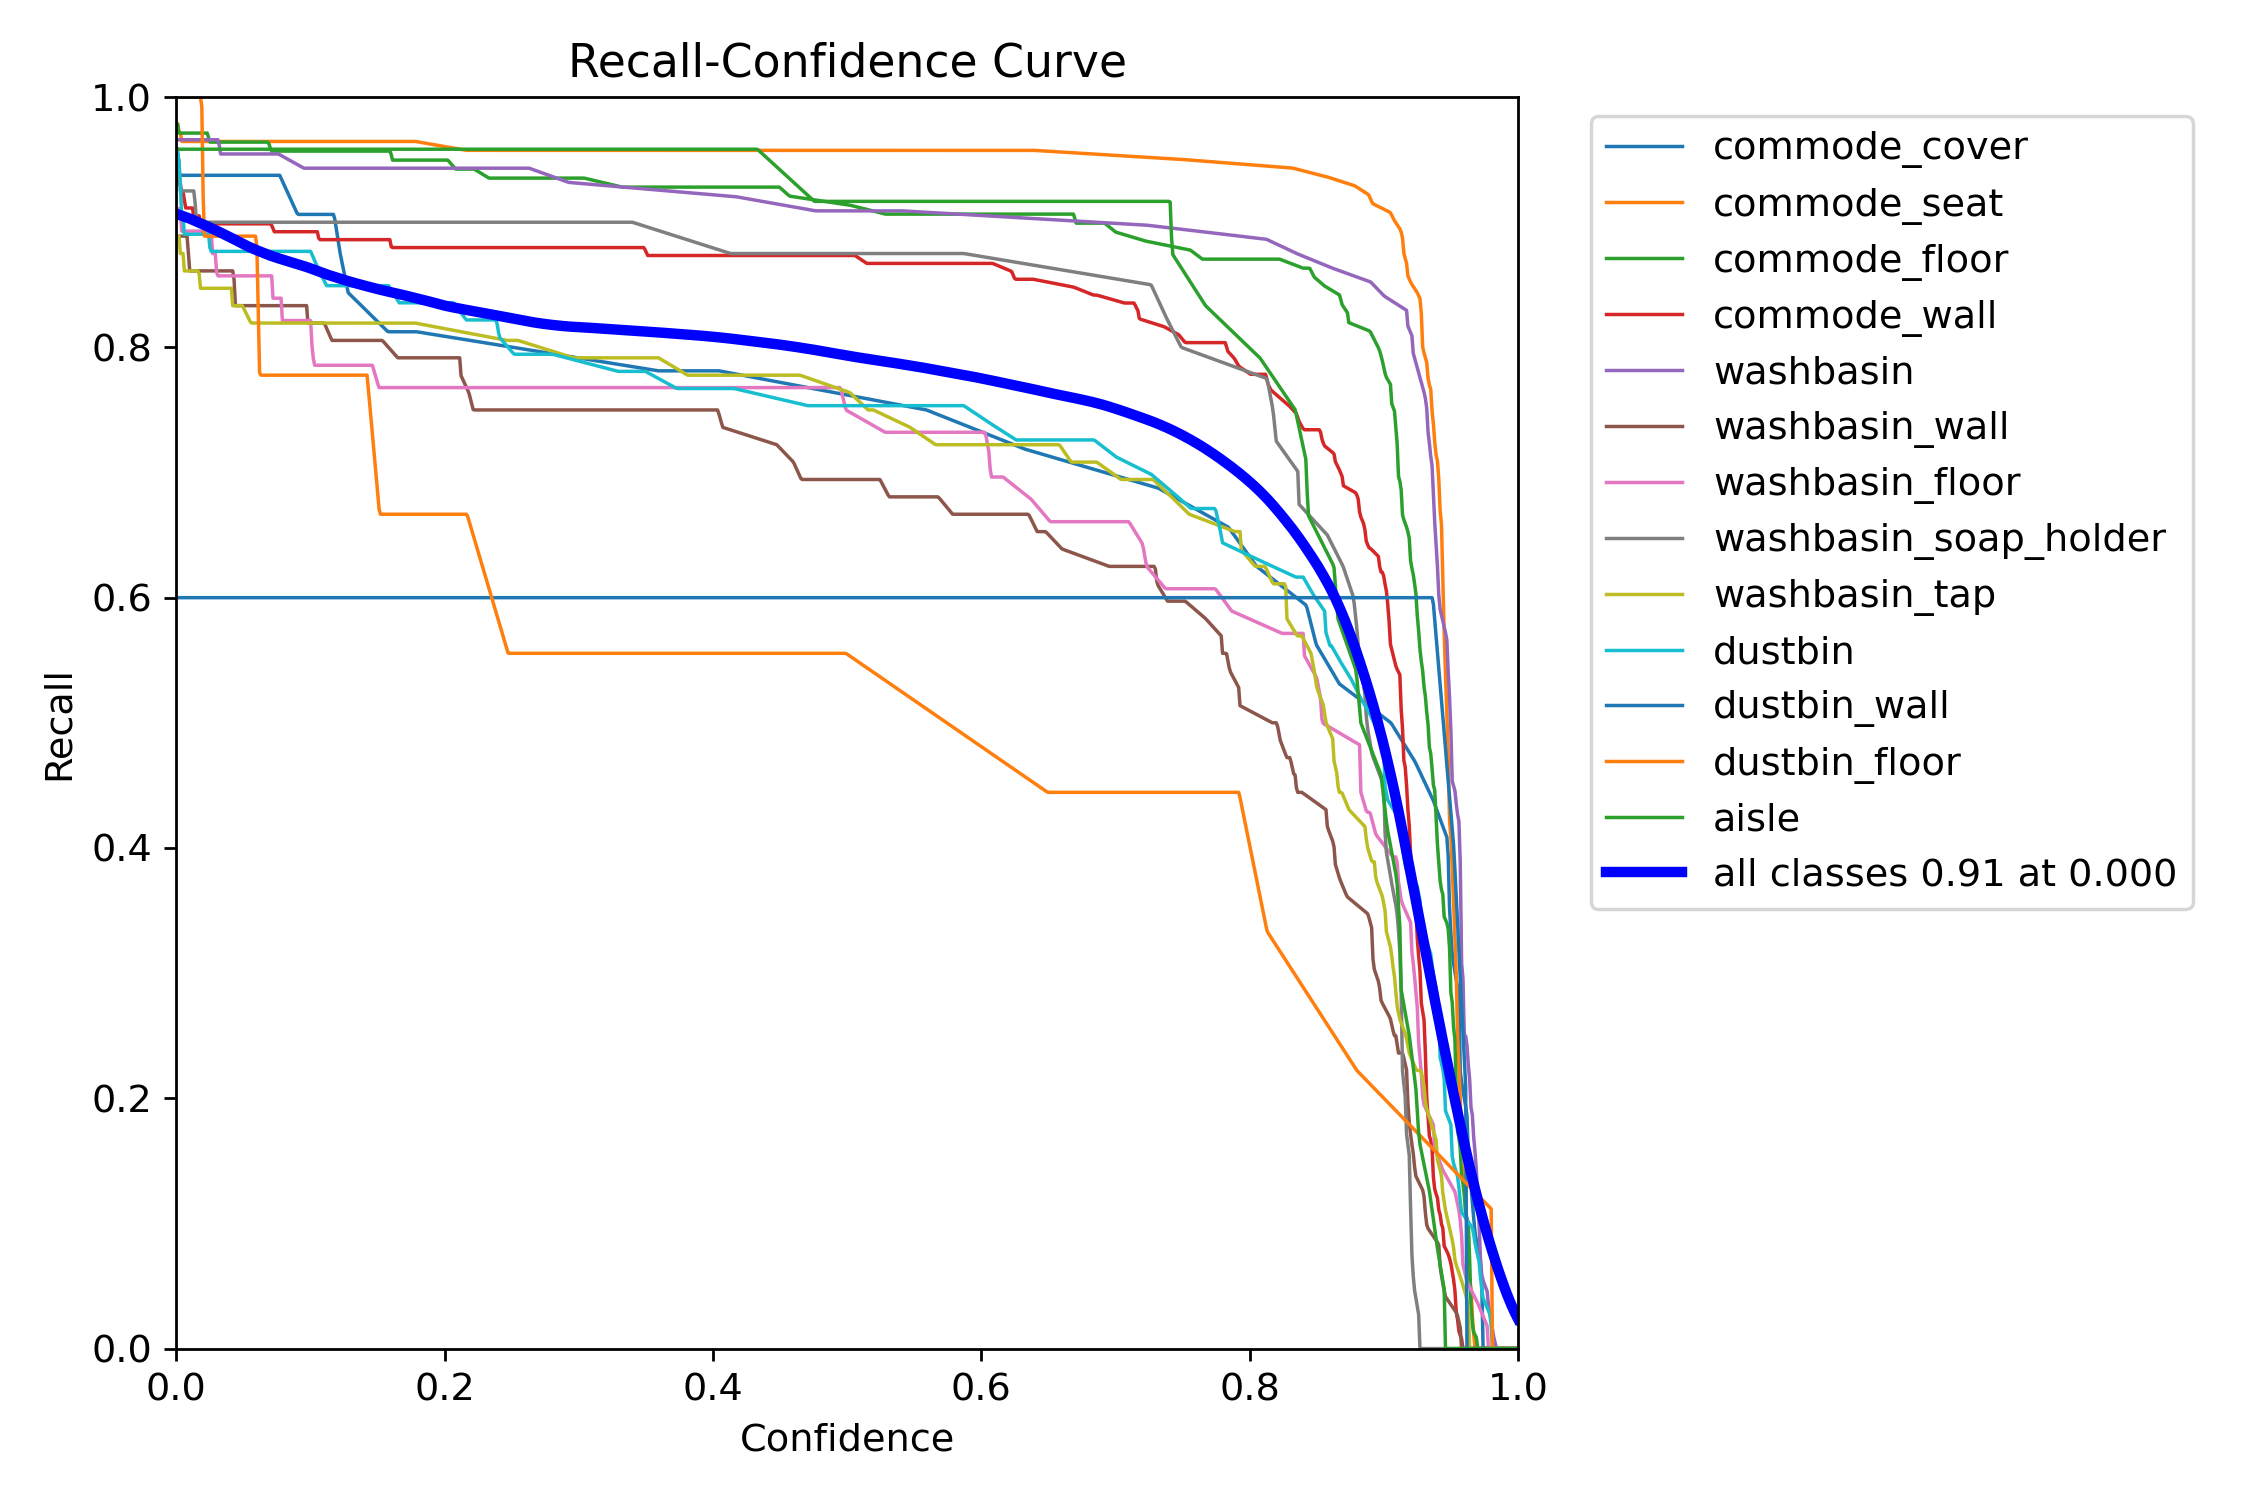 Recall-Confidence Curve
1.0
0.8
0.6
0.4
0.2
0.0
Recall
0.0 0.2 0.4 0.6 0.8 1.0
Confidence
commode_cover
commode_seat
commode_floor
commode_wall
washbasin
washbasin_wall
washbasin_floor
washbasin_soap_holder
washbasin_tap
dustbin
dustbin_wall
dustbin_floor
aisle
all classes 0.91 at 0.000